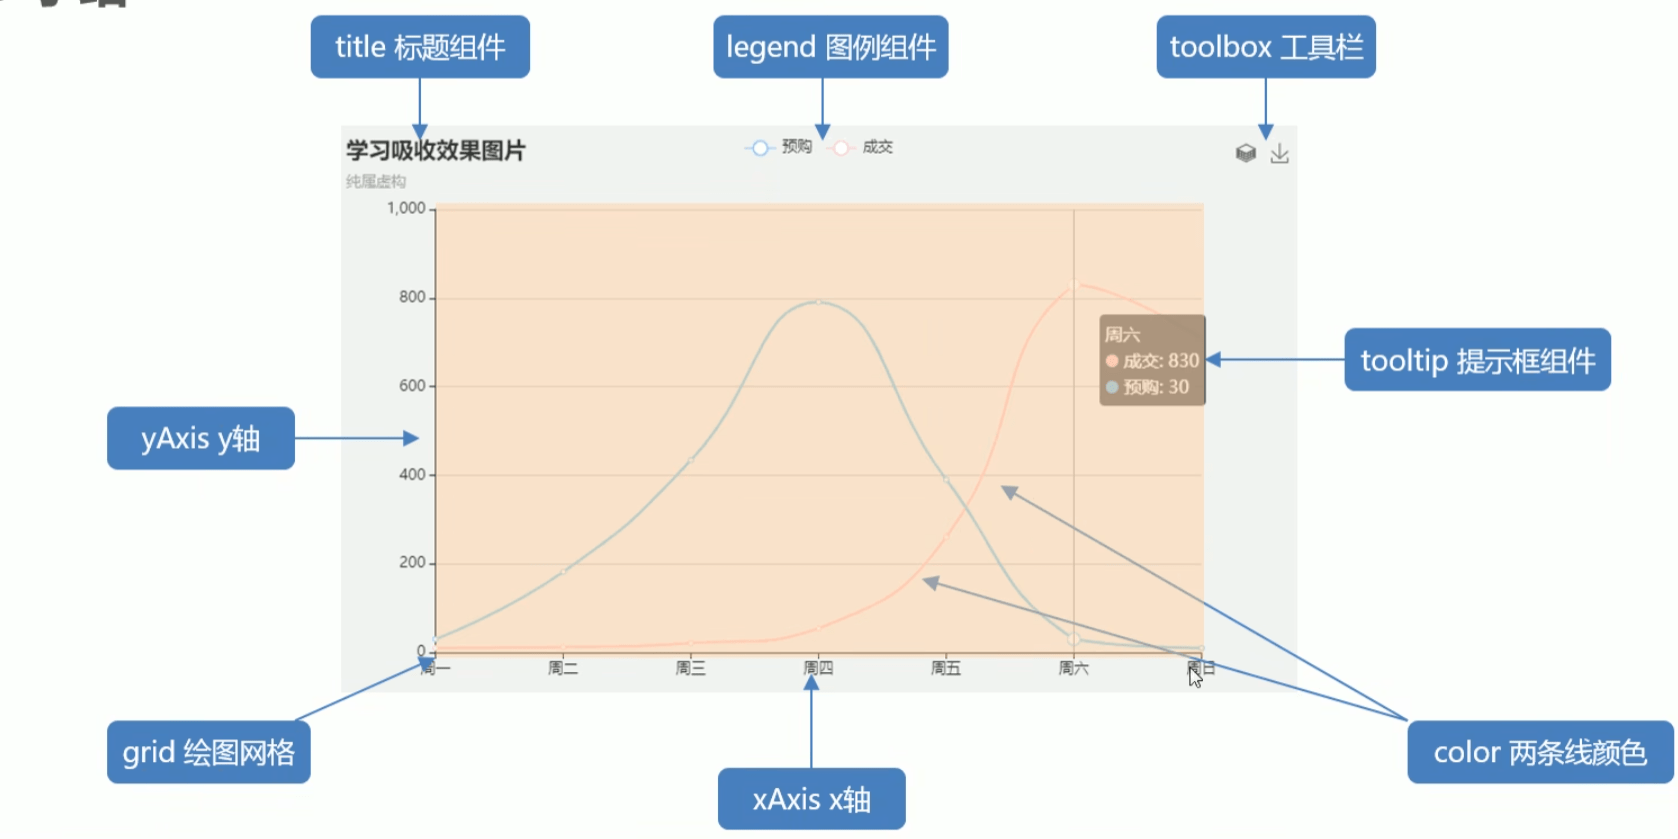 title 标题组件
legend 图例组件
toolbox 工具栏
学习吸收效果图片
预购
成交
纯属虚构
1,000
800
600
400
200
0
周六
成交: 830
预购: 30
tooltip 提示框组件
yAxis y轴
周一
周二
周三
周四
周五
周六
周日
grid 绘图网格
color 两条线颜色
xAxis x轴